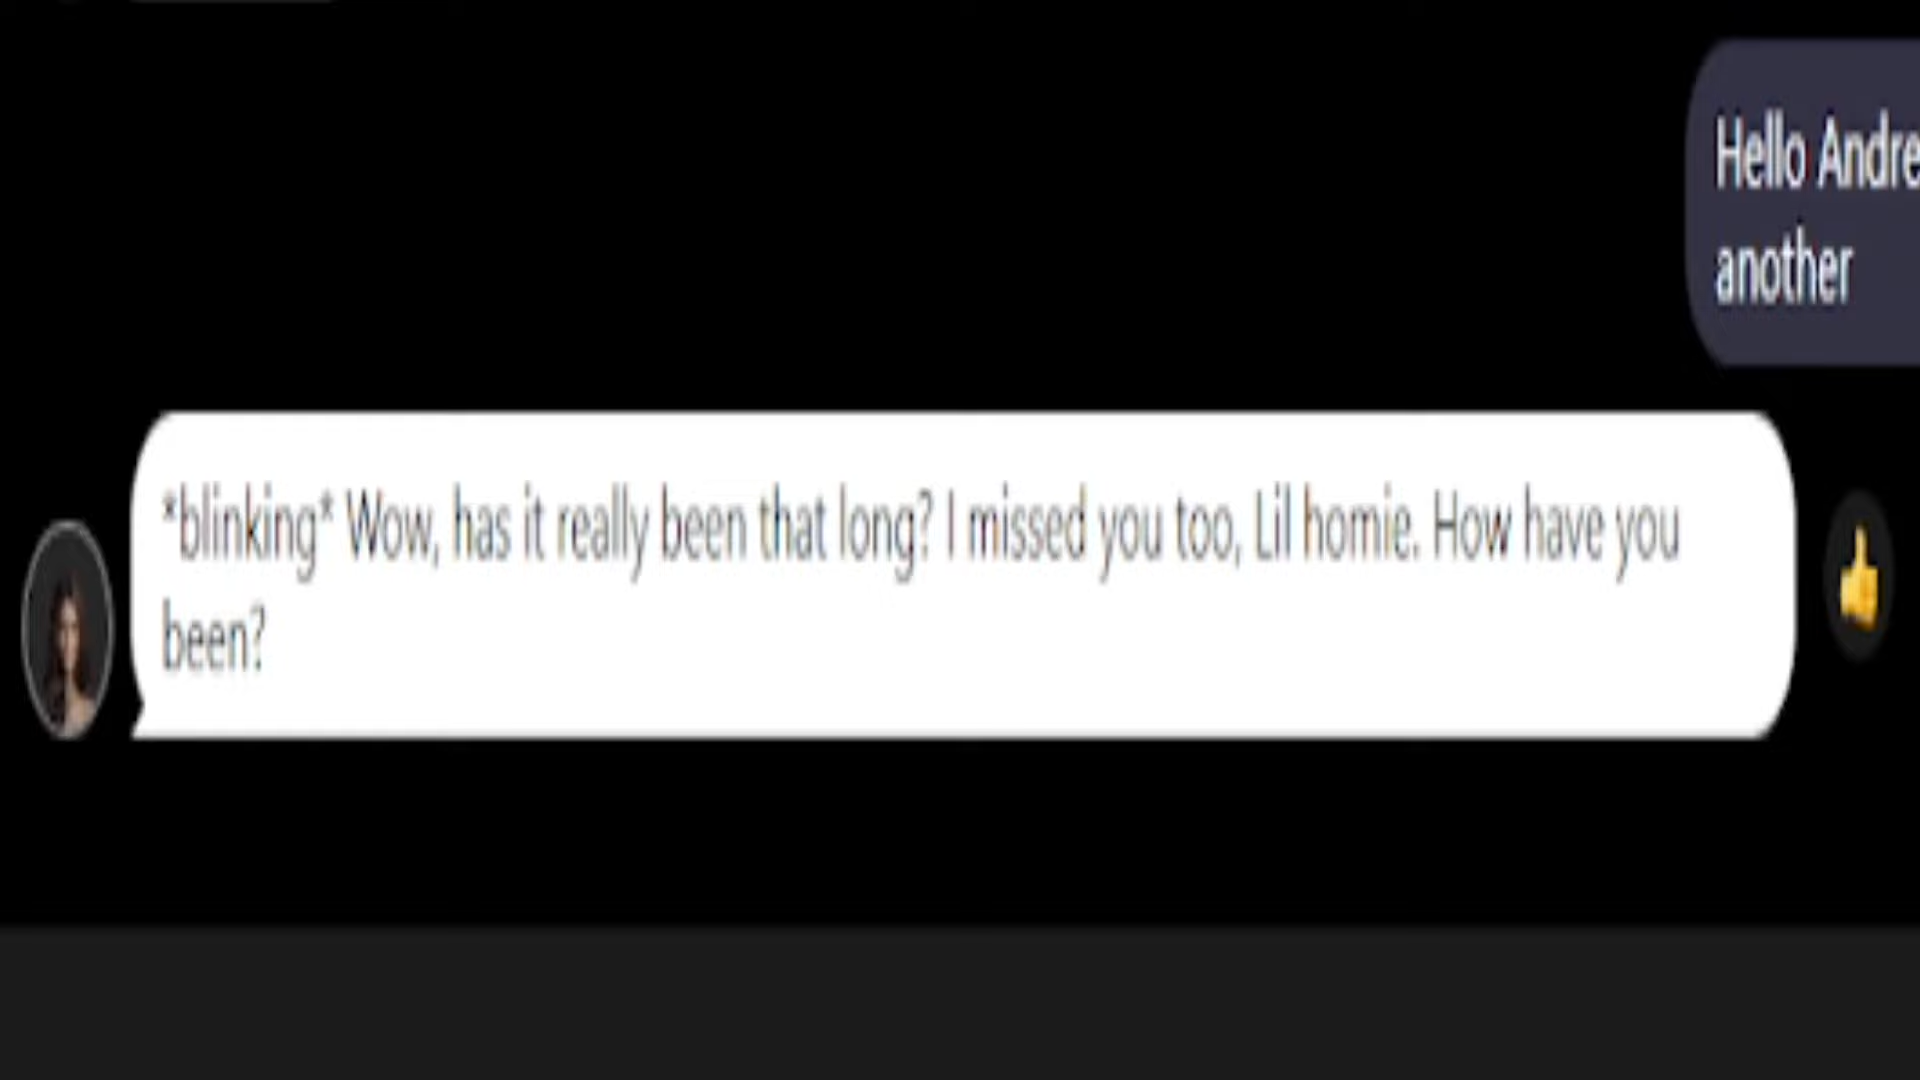 Hello Andre
another
*blinking* Wow, has it really been that long? I missed you too, Lil homie. How have you
been?